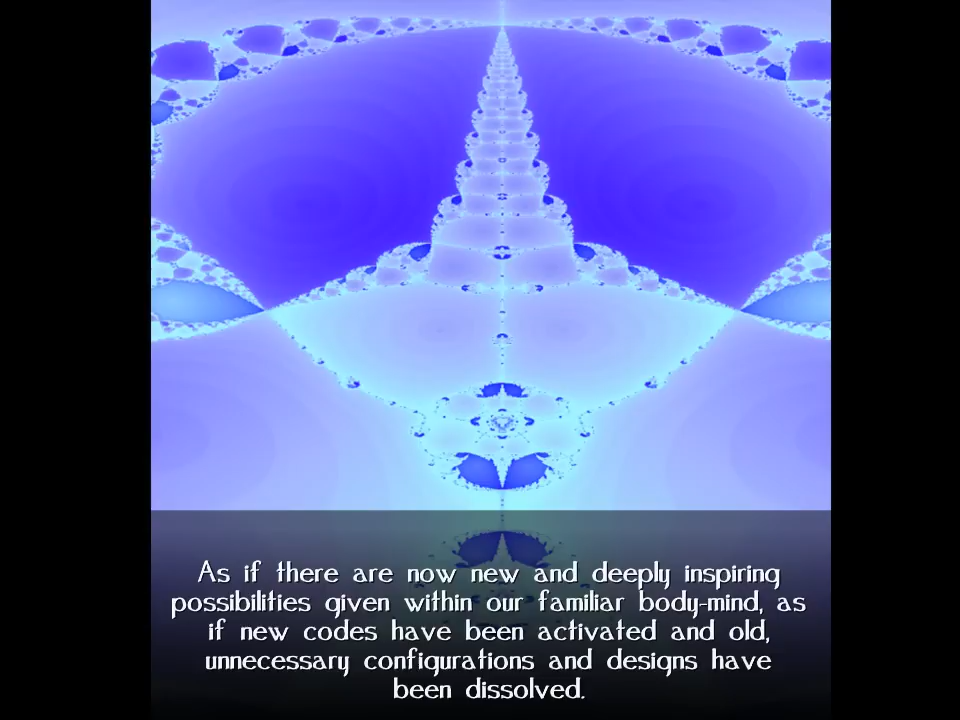 As if there are now new and deeply inspiring
possibilities given within our familiar body-mind, as
if new codes have been activated and old,
unnecessary configurations and designs have
been dissolved.